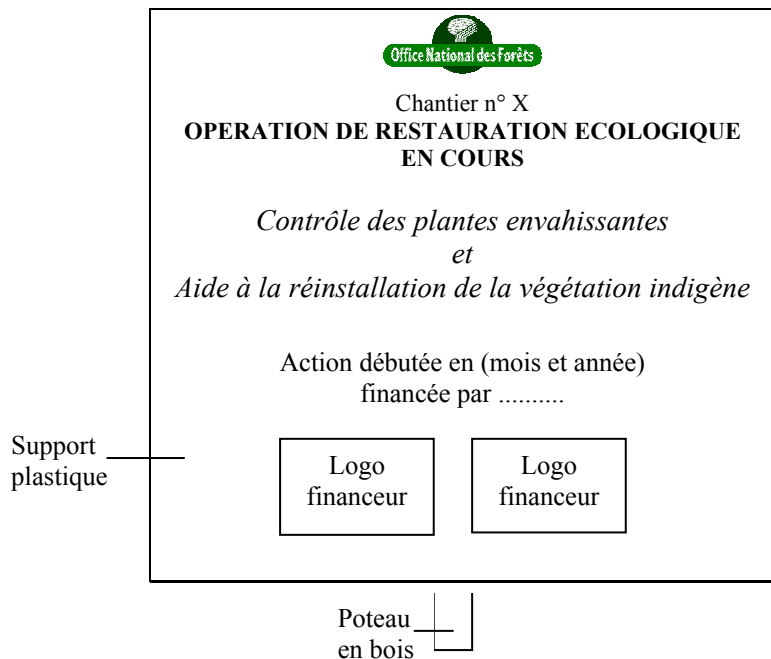 Office National des Forêts
Chantier n° X
OPERATION DE RESTAURATION ECOLOGIQUE
EN COURS
Contrôle des plantes envahissantes
et
Aide à la réinstallation de la végétation indigène
Action débutée en (mois et année)
financée par ..........
Support
plastique
Logo
financeur
Logo
financeur
Poteau
en bois